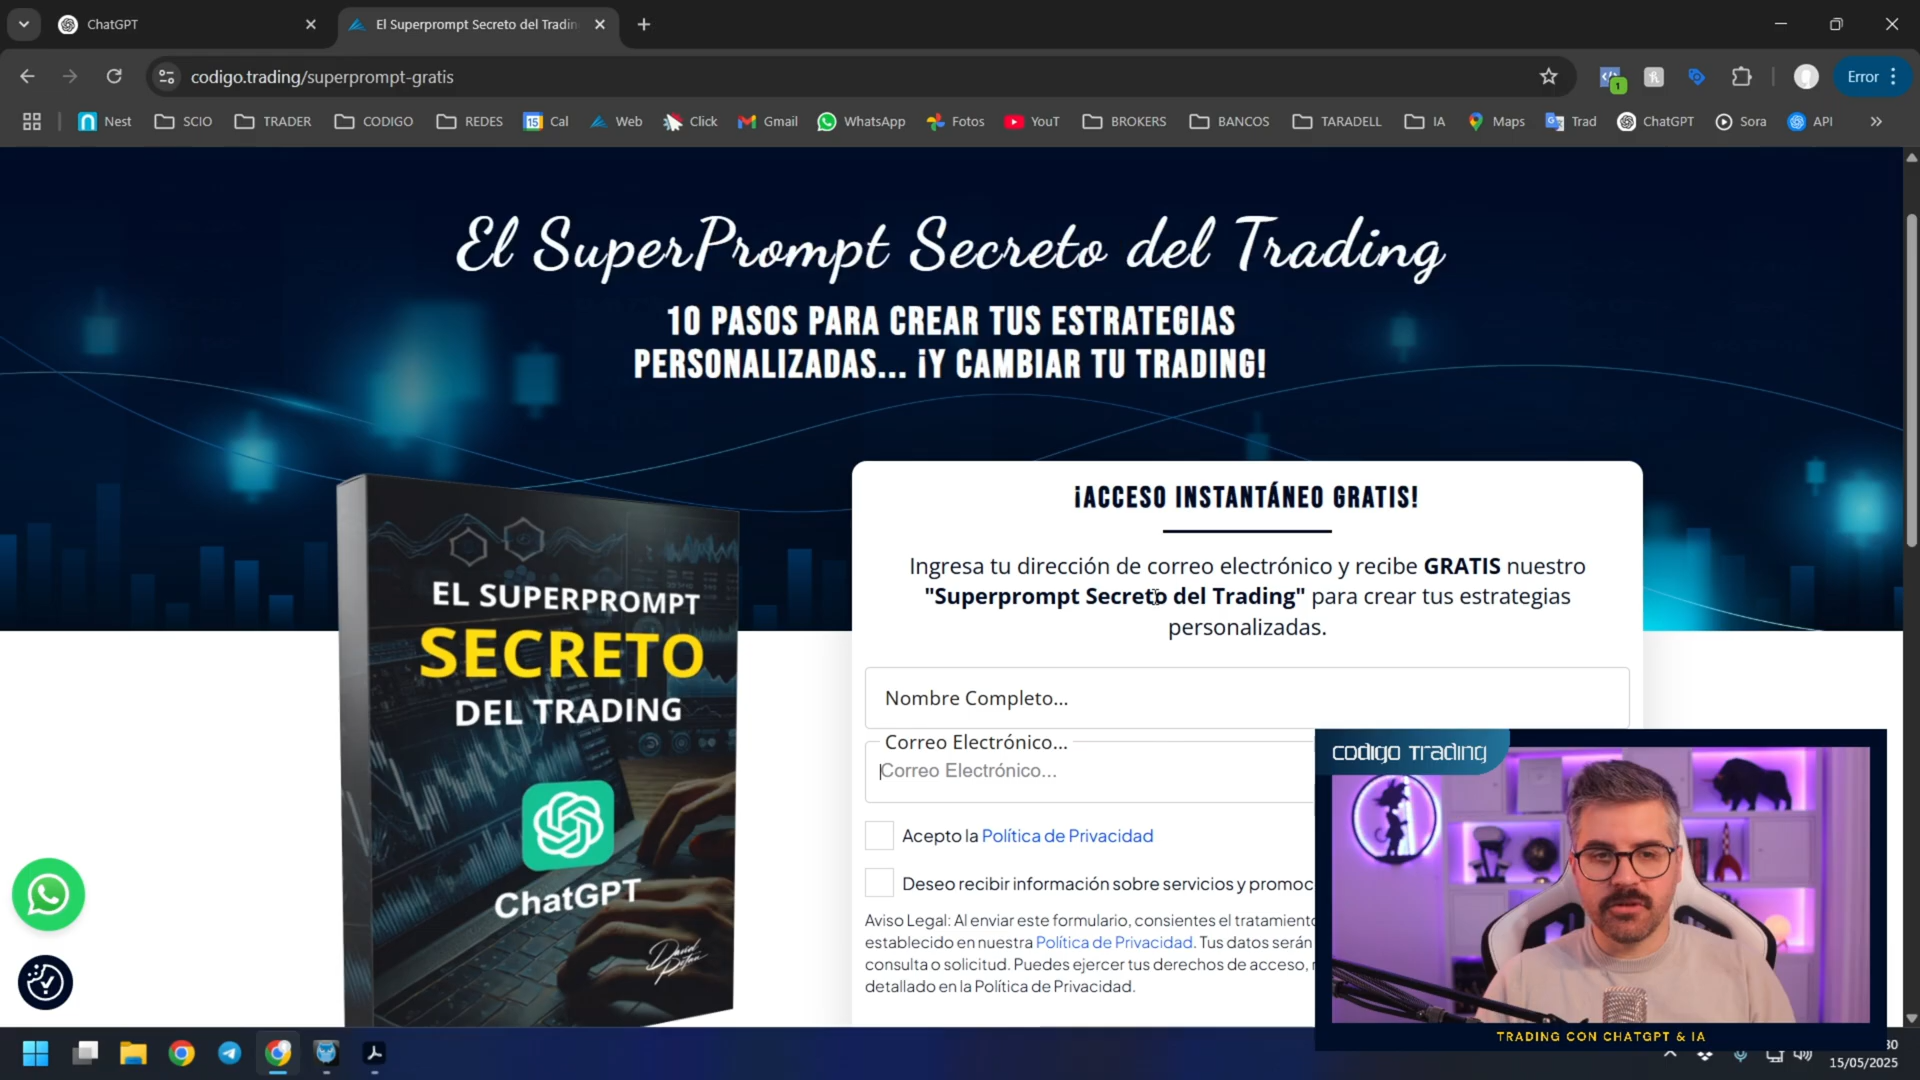 ChatGPT
El Superprompt Secreto del Tradin
codigo.trading/superprompt-gratis
1
Error
Nest
SCIO
TRADER
CODIGO
REDES
15
Cal
Web
Click
Gmail
WhatsApp
Fotos
YouT
BROKERS
BANCOS
TARADELL
IA
Maps
Trad
ChatGPT
Sora
API
El SuperPrompt Secreto del Trading
10 PASOS PARA CREAR TUS ESTRATEGIAS
PERSONALIZADAS... ¡Y CAMBIAR TU TRADING!
EL SUPERPROMPT
SECRETO
DEL TRADING
ChatGPT
¡ACCESO INSTANTÁNEO GRATIS!
Ingresa tu dirección de correo electrónico y recibe GRATIS nuestro
"Superprompt Secreto del Trading" para crear tus estrategias
personalizadas.
Nombre Completo...
Correo Electrónico...
Correo Electrónico...
Acepto la Política de Privacidad
Deseo recibir información sobre servicios y promoc
Aviso Legal: Al enviar este formulario, consientes el tratamiento
establecido en nuestra Política de Privacidad. Tus datos serán
consulta o solicitud. Puedes ejercer tus derechos de acceso,
detallado en la Política de Privacidad.
codigo Trading
TRADING CON CHATGPT & IA
30
15/05/2025